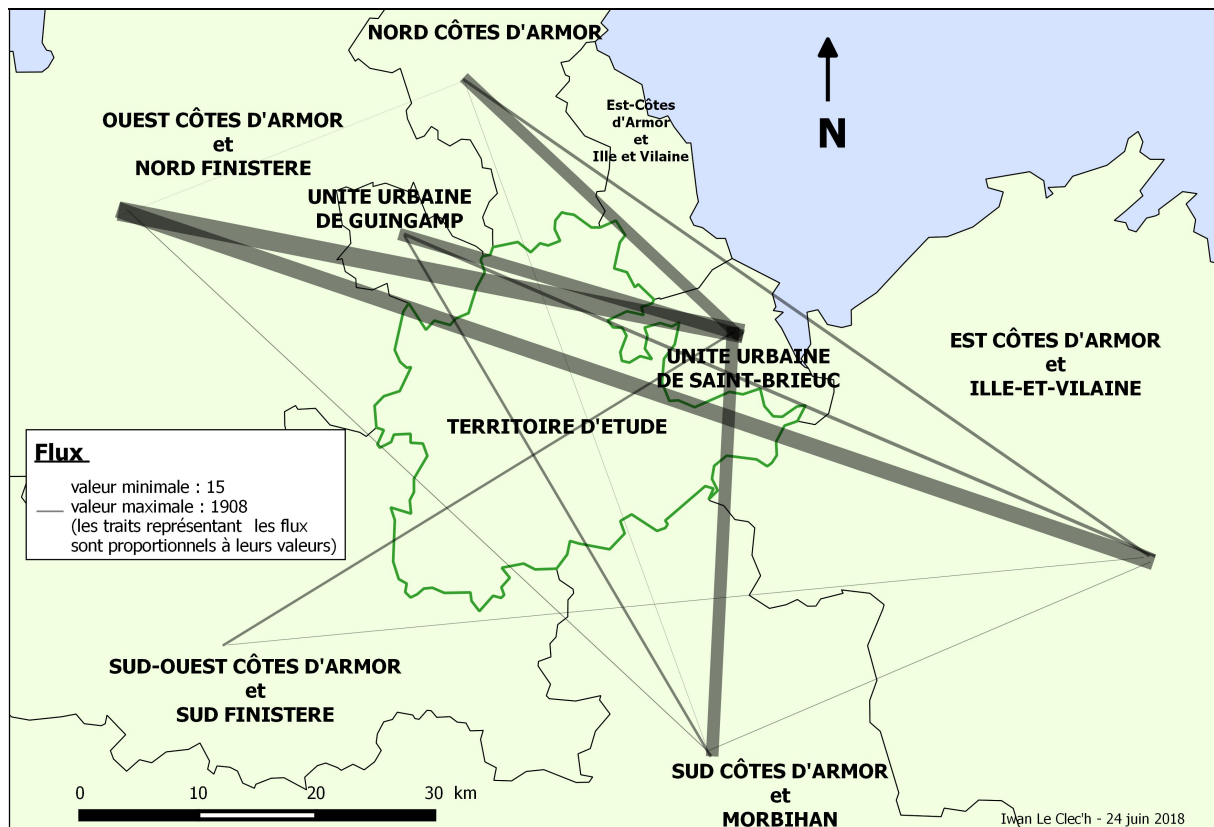 NORD CÔTES D'ARMOR
Est-Côtes
d'Armor
et
Ille et Vilaine
N
OUEST CÔTES D'ARMOR
et
NORD FINISTERE
UNITE URBAINE
DE GUINGAMP
EST CÔTES D'ARMOR
et
ILLE-ET-VILAINE
UNITE URBAINE
DE SAINT-BRIEUC
TERRITOIRE D'ETUDE
Flux
valeur minimale : 15
valeur maximale : 1908
(les traits représentant les flux
sont proportionnels à leurs valeurs)
SUD-OUEST CÔTES D'ARMOR
et
SUD FINISTERE
SUD CÔTES D'ARMOR
et
MORBIHAN
0 10 20 30 km
Iwan Le Clec'h - 24 juin 2018